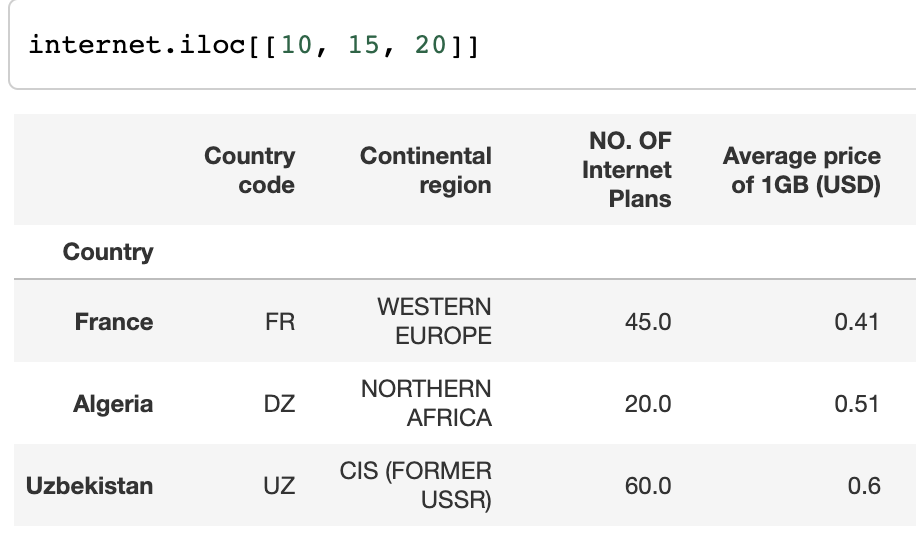 internet.iloc[[10, 15, 20]]
Country code Continental region NO. OF Internet Plans Average price of 1GB (USD)
Country
France FR WESTERN EUROPE 45.0 0.41
Algeria DZ NORTHERN AFRICA 20.0 0.51
Uzbekistan UZ CIS (FORMER USSR) 60.0 0.6